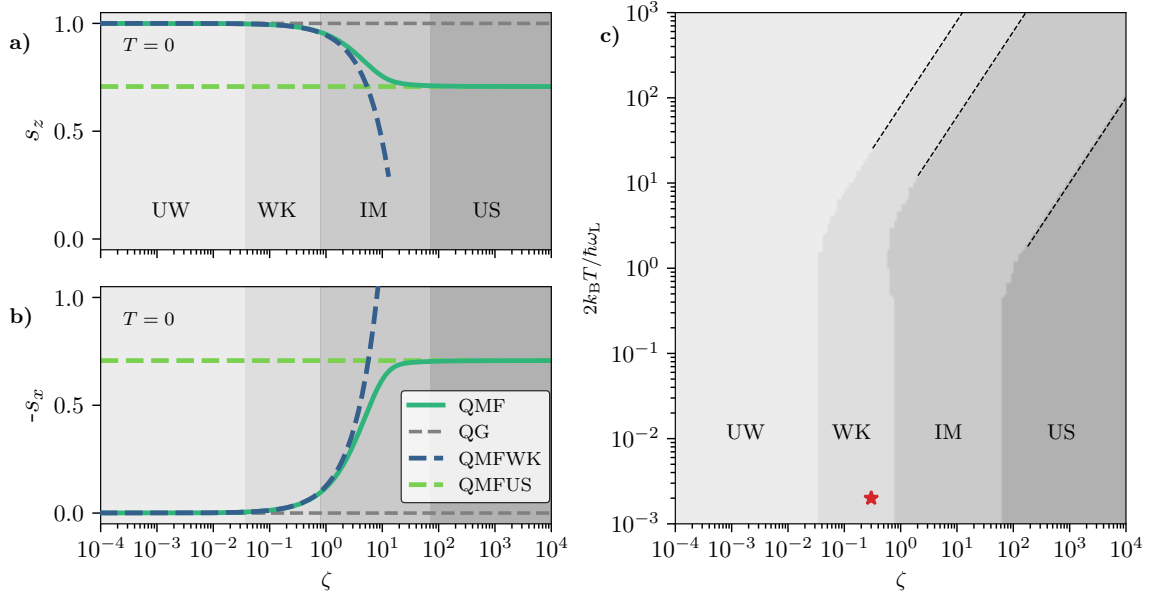 a)
T = 0
1.0
0.5
0.0
s_z
UW WK IM US
b)
T = 0
1.0
0.5
0.0
-s_x
QMF
QG
QMFWK
QMFUS
10^{-4} 10^{-3} 10^{-2} 10^{-1} 10^0 10^1 10^2 10^3 10^4
ζ
c)
10^3
10^2
10^1
10^0
10^{-1}
10^{-2}
10^{-3}
2k_BT/ħω_L
UW WK IM US
10^{-4} 10^{-3} 10^{-2} 10^{-1} 10^0 10^1 10^2 10^3 10^4
ζ